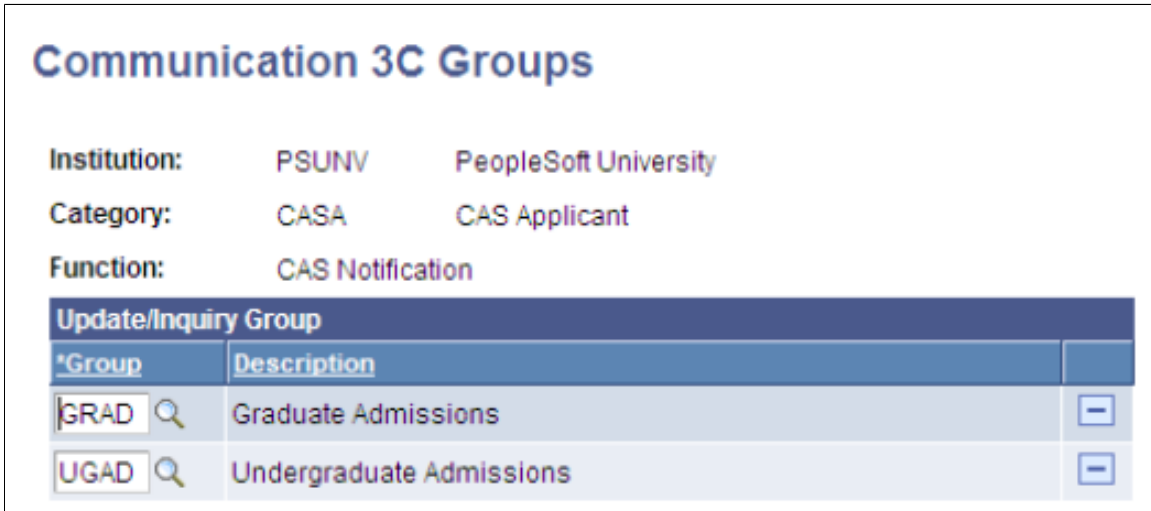 Communication 3C Groups
Institution: PSUNV PeopleSoft University
Category: CASA CAS Applicant
Function: CAS Notification
Update/Inquiry Group
*Group Description
GRAD Graduate Admissions
UGAD Undergraduate Admissions